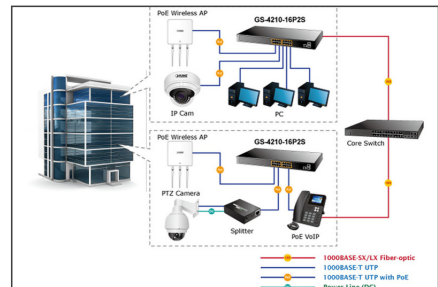 PoE Wireless AP
GS-4210-16P2S
IP Cam
PC
PoE Wireless AP
GS-4210-16P2S
Core Switch
PTZ Camera
Splitter
PoE VoIP
1000BASE-SX/LX Fiber-optic
1000BASE-T UTP
1000BASE-T UTP with PoE
Power Line (DC)